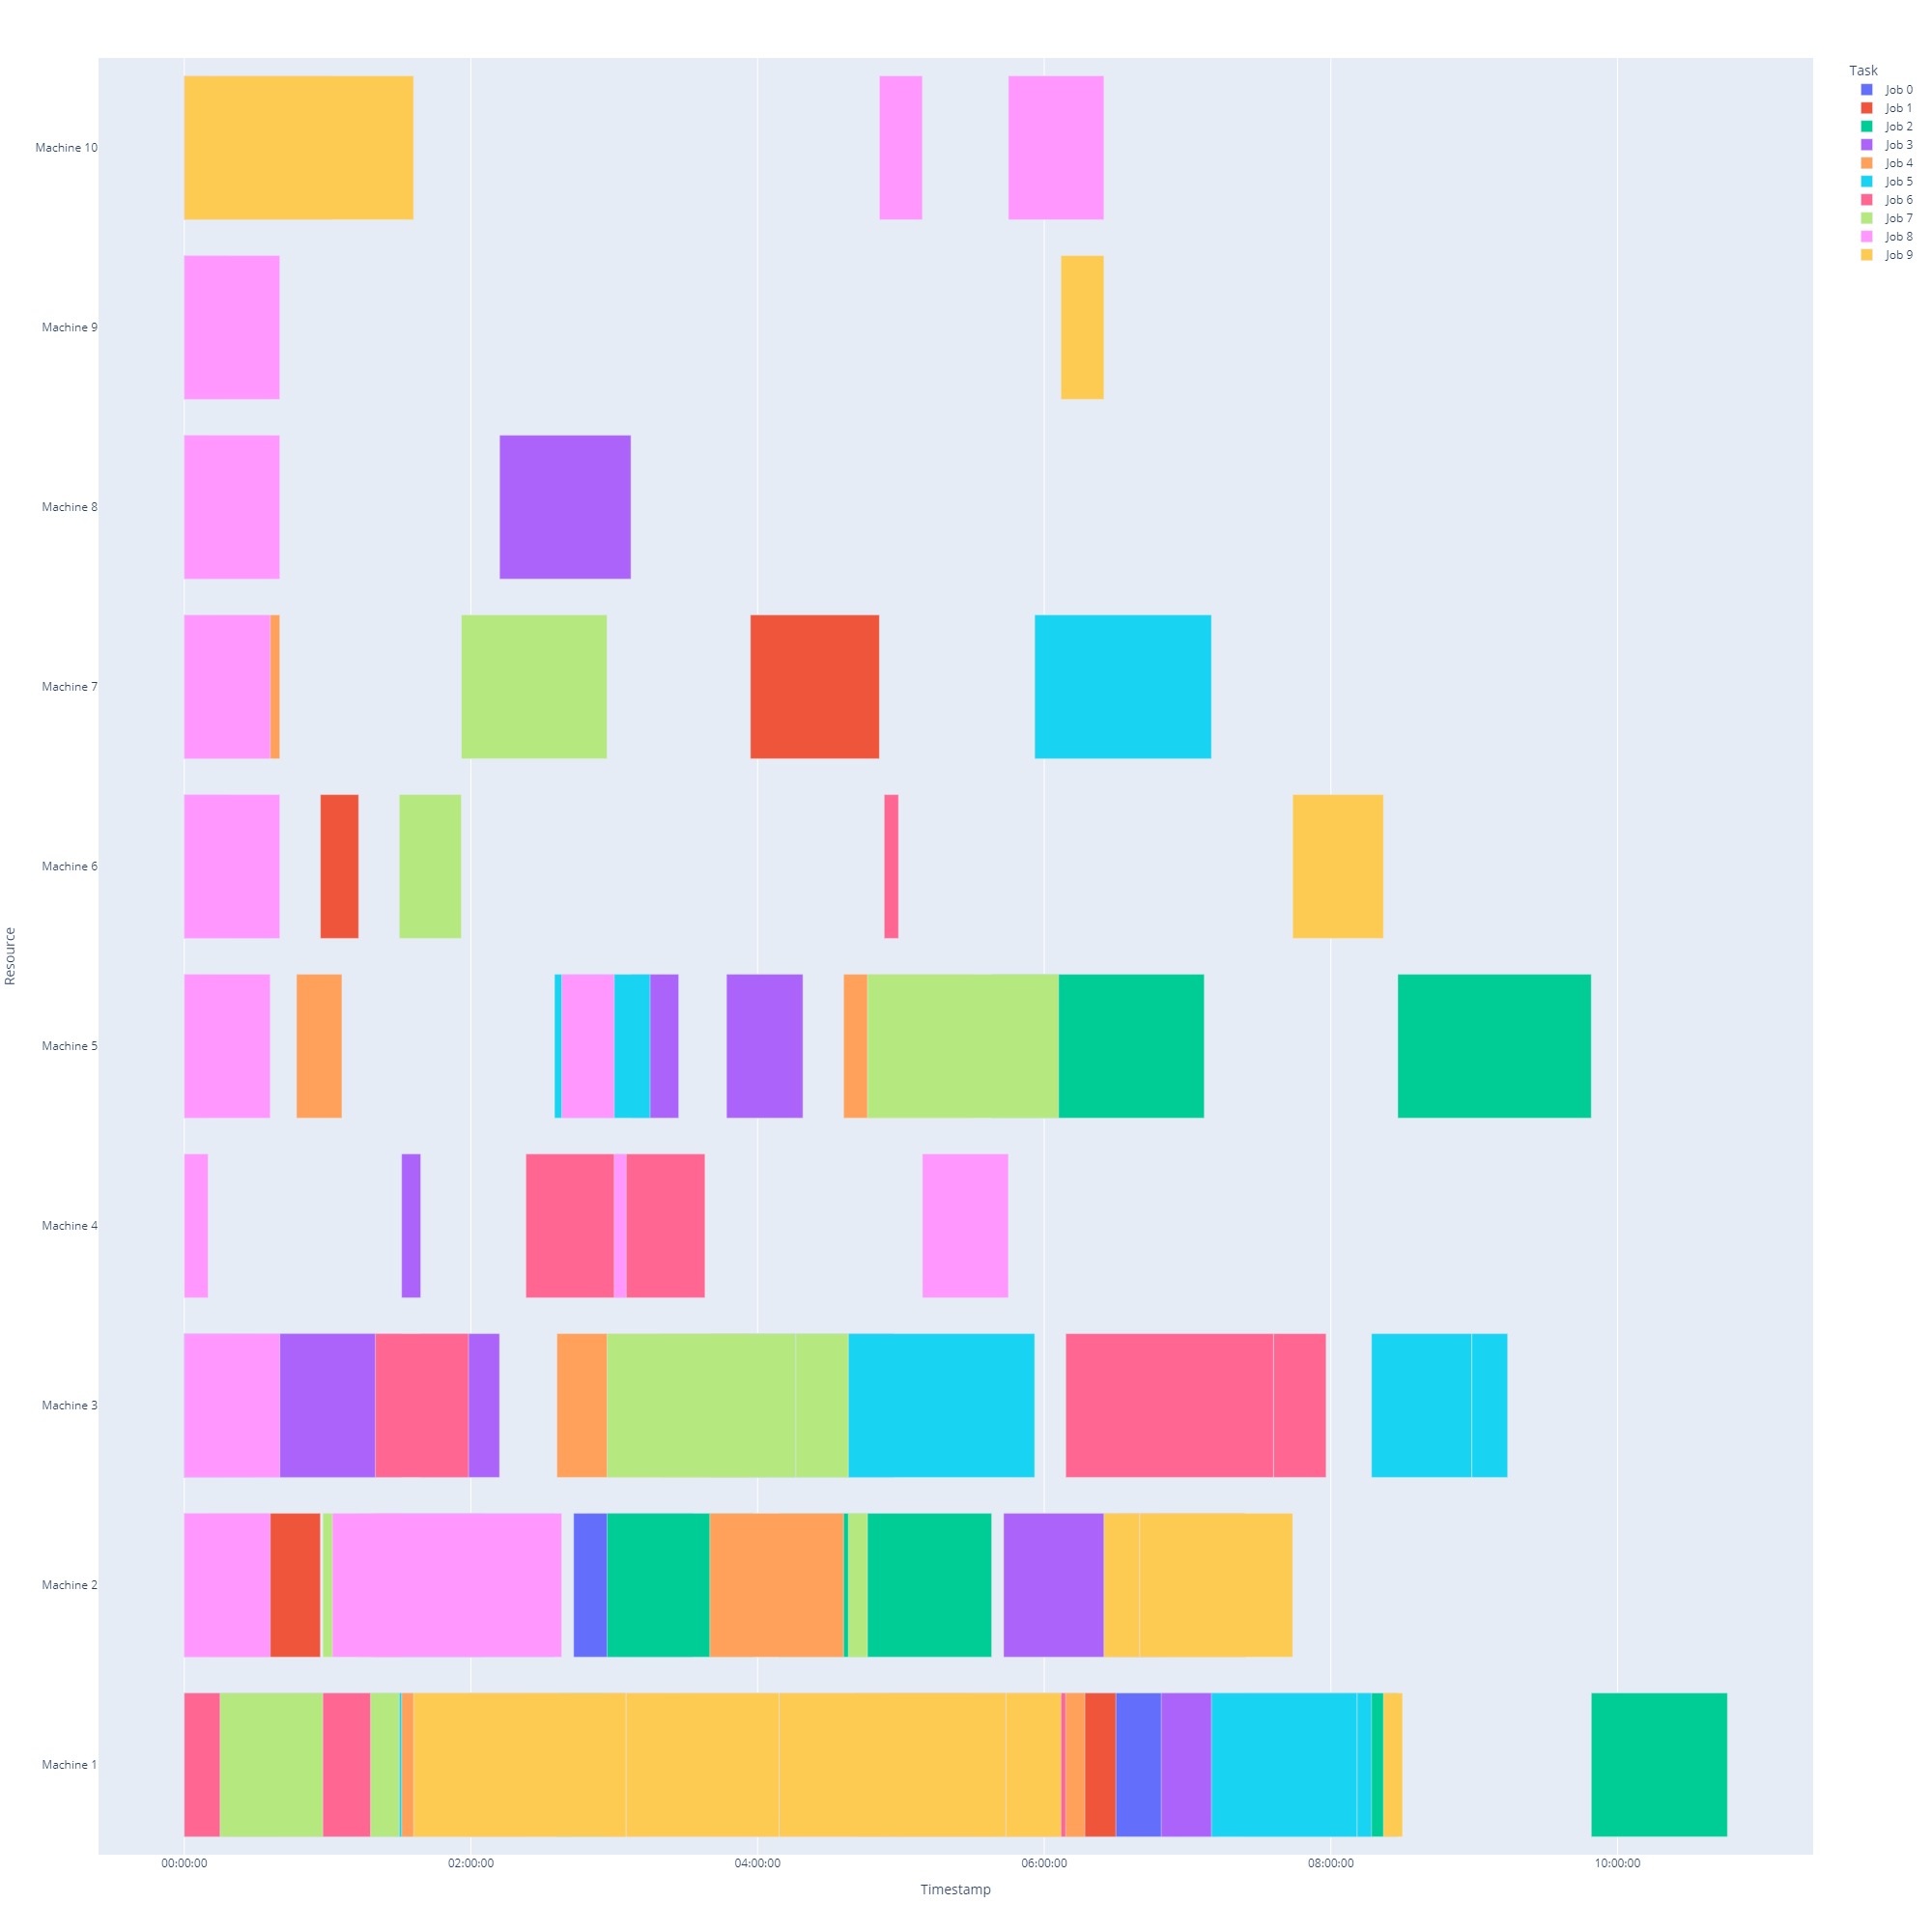 Task
Job 0
Job 1
Job 2
Job 3
Job 4
Job 5
Job 6
Job 7
Job 8
Job 9
Resource
Machine 10
Machine 9
Machine 8
Machine 7
Machine 6
Machine 5
Machine 4
Machine 3
Machine 2
Machine 1
00:00:00
02:00:00
04:00:00
06:00:00
08:00:00
10:00:00
Timestamp